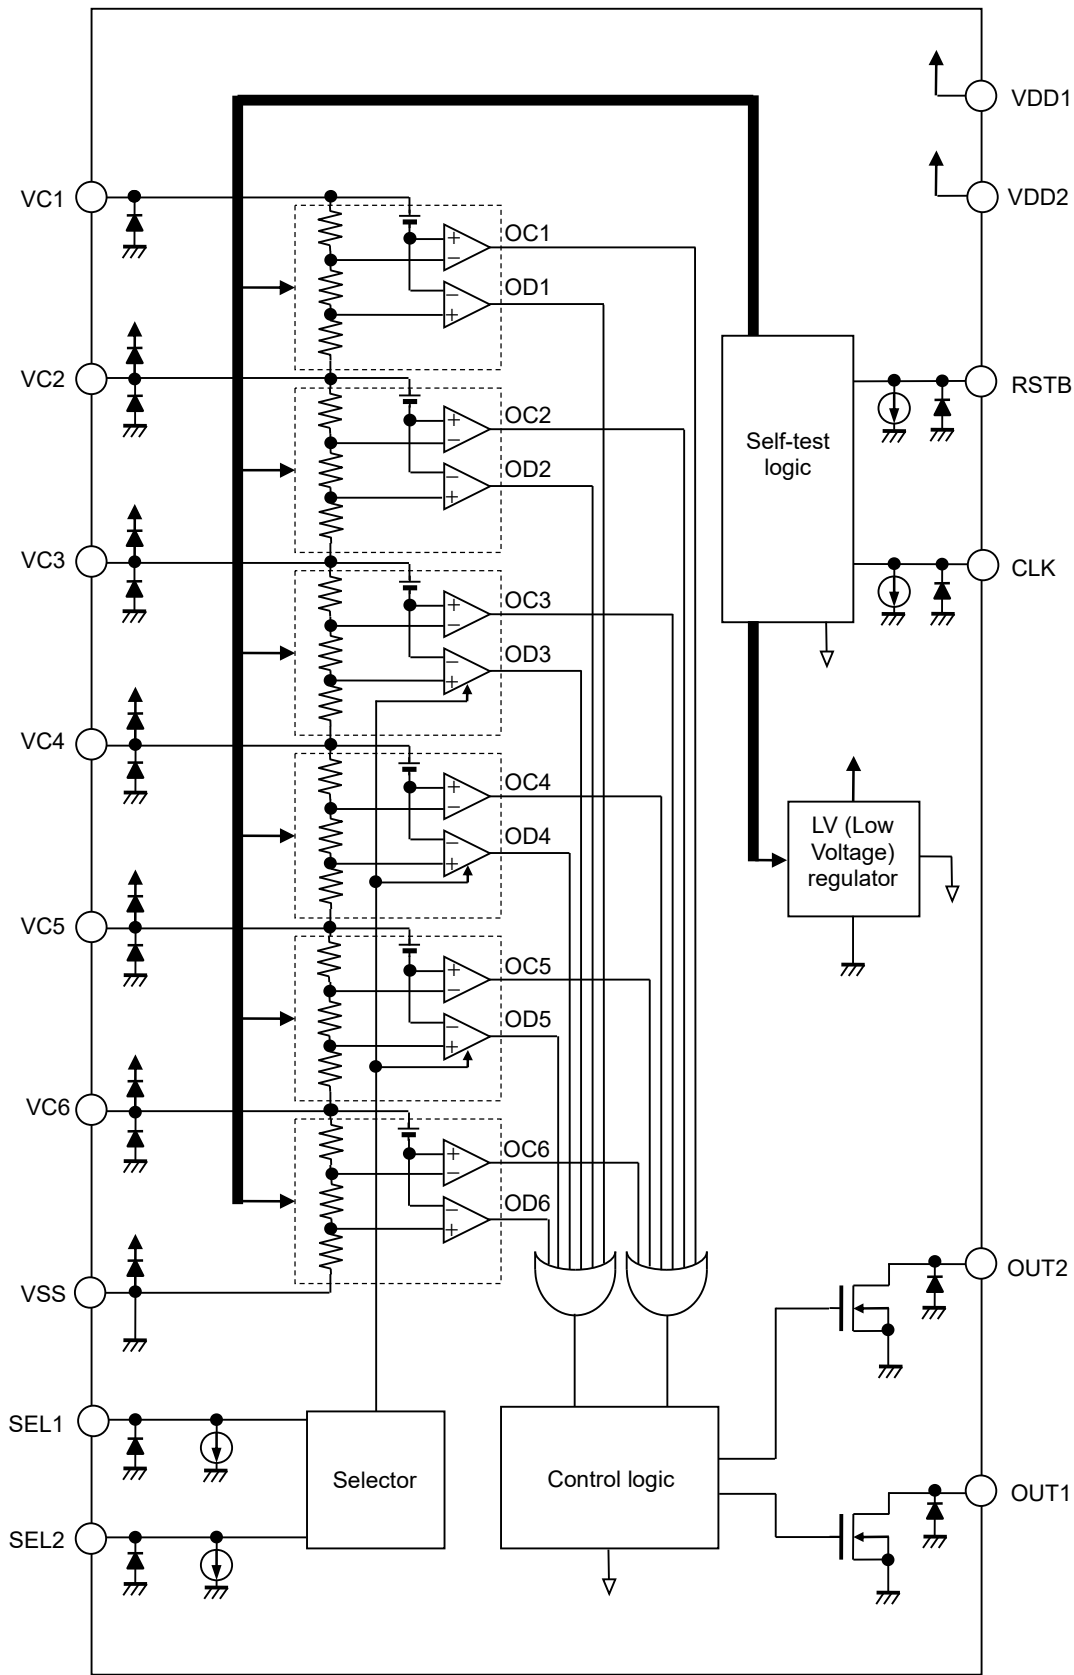 VDD1
VC1
VDD2
OC1
+
−
OD1
−
+
VC2
RSTB
OC2
+
−
Self-test
logic
OD2
−
+
VC3
CLK
OC3
+
−
OD3
−
+
VC4
OC4
+
−
LV (Low
Voltage)
regulator
OD4
−
+
VC5
OC5
+
−
OD5
−
+
VC6
OC6
+
−
OD6
−
+
VSS
OUT2
SEL1
Selector
Control logic
OUT1
SEL2